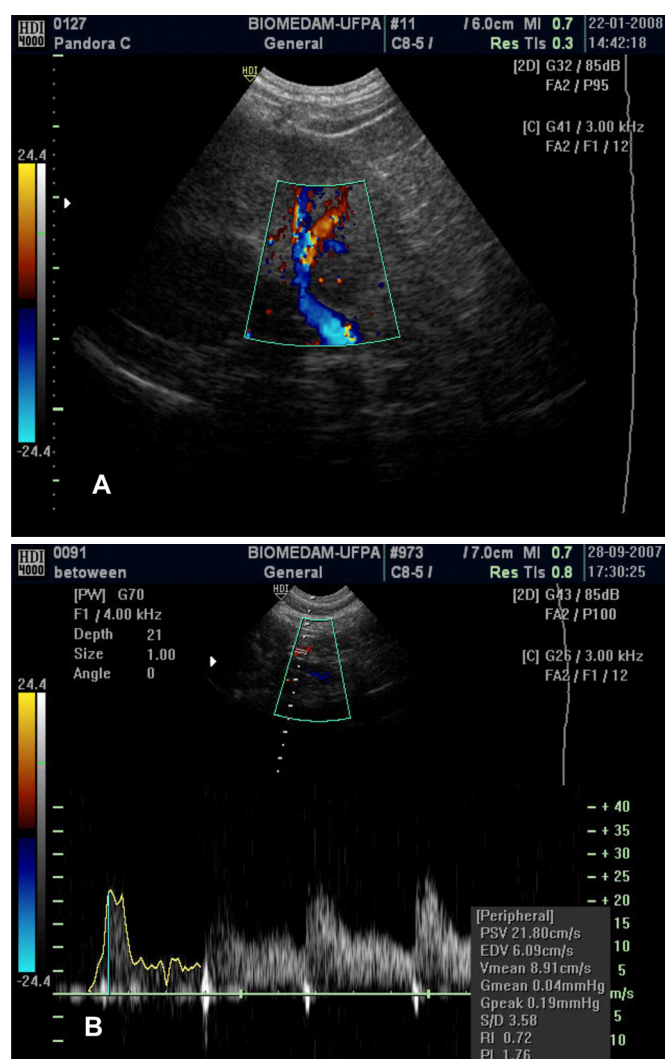 HDI 4000 0127 BIOMEDAM-UFPA #11 / 6.0cm MI 0.7 22-01-2008
Pandora C General C8-5 / Res TIs 0.3 14:42:18
HDI
[2D] G32 / 85dB
FA2 / P95
[C] G41 / 3.00 kHz
FA2 / F1 / 12
24.4
-24.4
A
HDI 4000 0091 BIOMEDAM-UFPA #973 / 7.0cm MI 0.7 28-09-2007
betoween General C8-5 / Res TIs 0.8 17:30:25
[PW] G70
F1 / 4.00 kHz
Depth 21
Size 1.00
Angle 0
HDI
[2D] G43 / 85dB
FA2 / P100
[C] G26 / 3.00 kHz
FA2 / F1 / 12
24.4
-24.4
+ 40
+ 35
+ 30
+ 25
+ 20
15
10
5
m/s
5
10
[Peripheral]
PSV 21.80cm/s
EDV 6.09cm/s
Vmean 8.91cm/s
Gmean 0.04mmHg
Gpeak 0.19mmHg
S/D 3.58
RI 0.72
PI 1.76
B